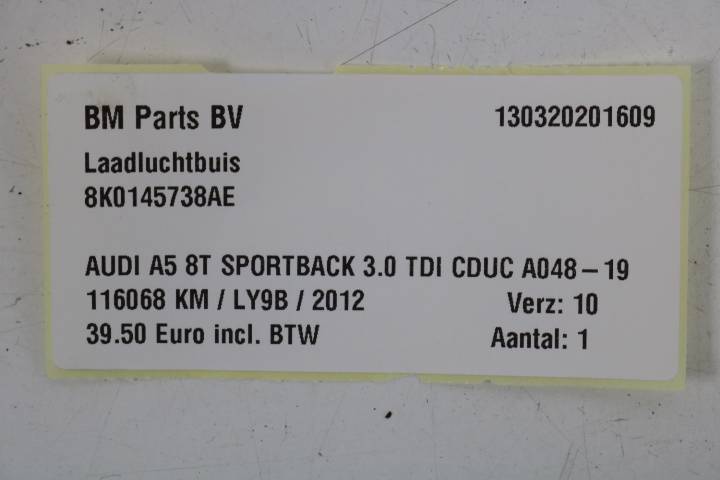 BM Parts BV 130320201609
Laadluchtbuis
8K0145738AE
AUDI A5 8T SPORTBACK 3.0 TDI CDUC A048-19
116068 KM / LY9B / 2012 Verz: 10
39.50 Euro incl. BTW Aantal: 1